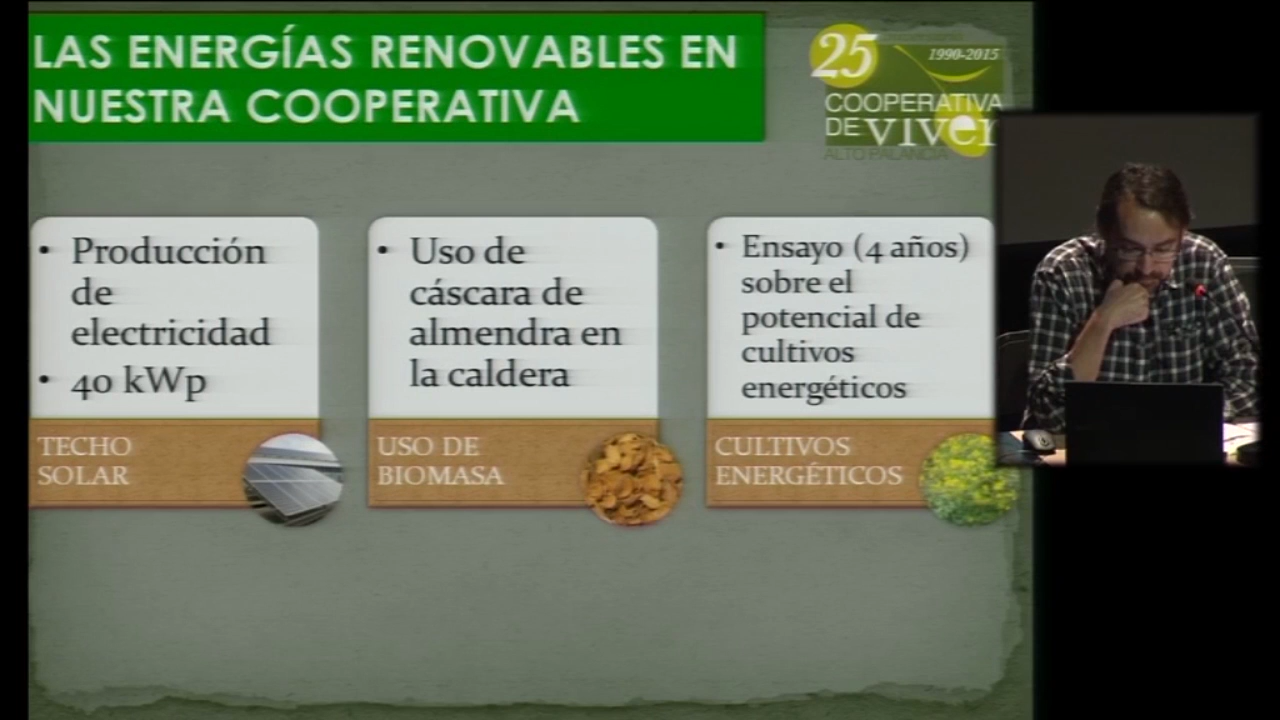 LAS ENERGÍAS RENOVABLES EN
NUESTRA COOPERATIVA
25
1990-2015
COOPERATIVA
DE viver
ALTO PALANCIA
• Producción
de
electricidad
• 40 kWp
TECHO
SOLAR
• Uso de
cáscara de
almendra en
la caldera
USO DE
BIOMASA
• Ensayo (4 años)
sobre el
potencial de
cultivos
energéticos
CULTIVOS
ENERGÉTICOS